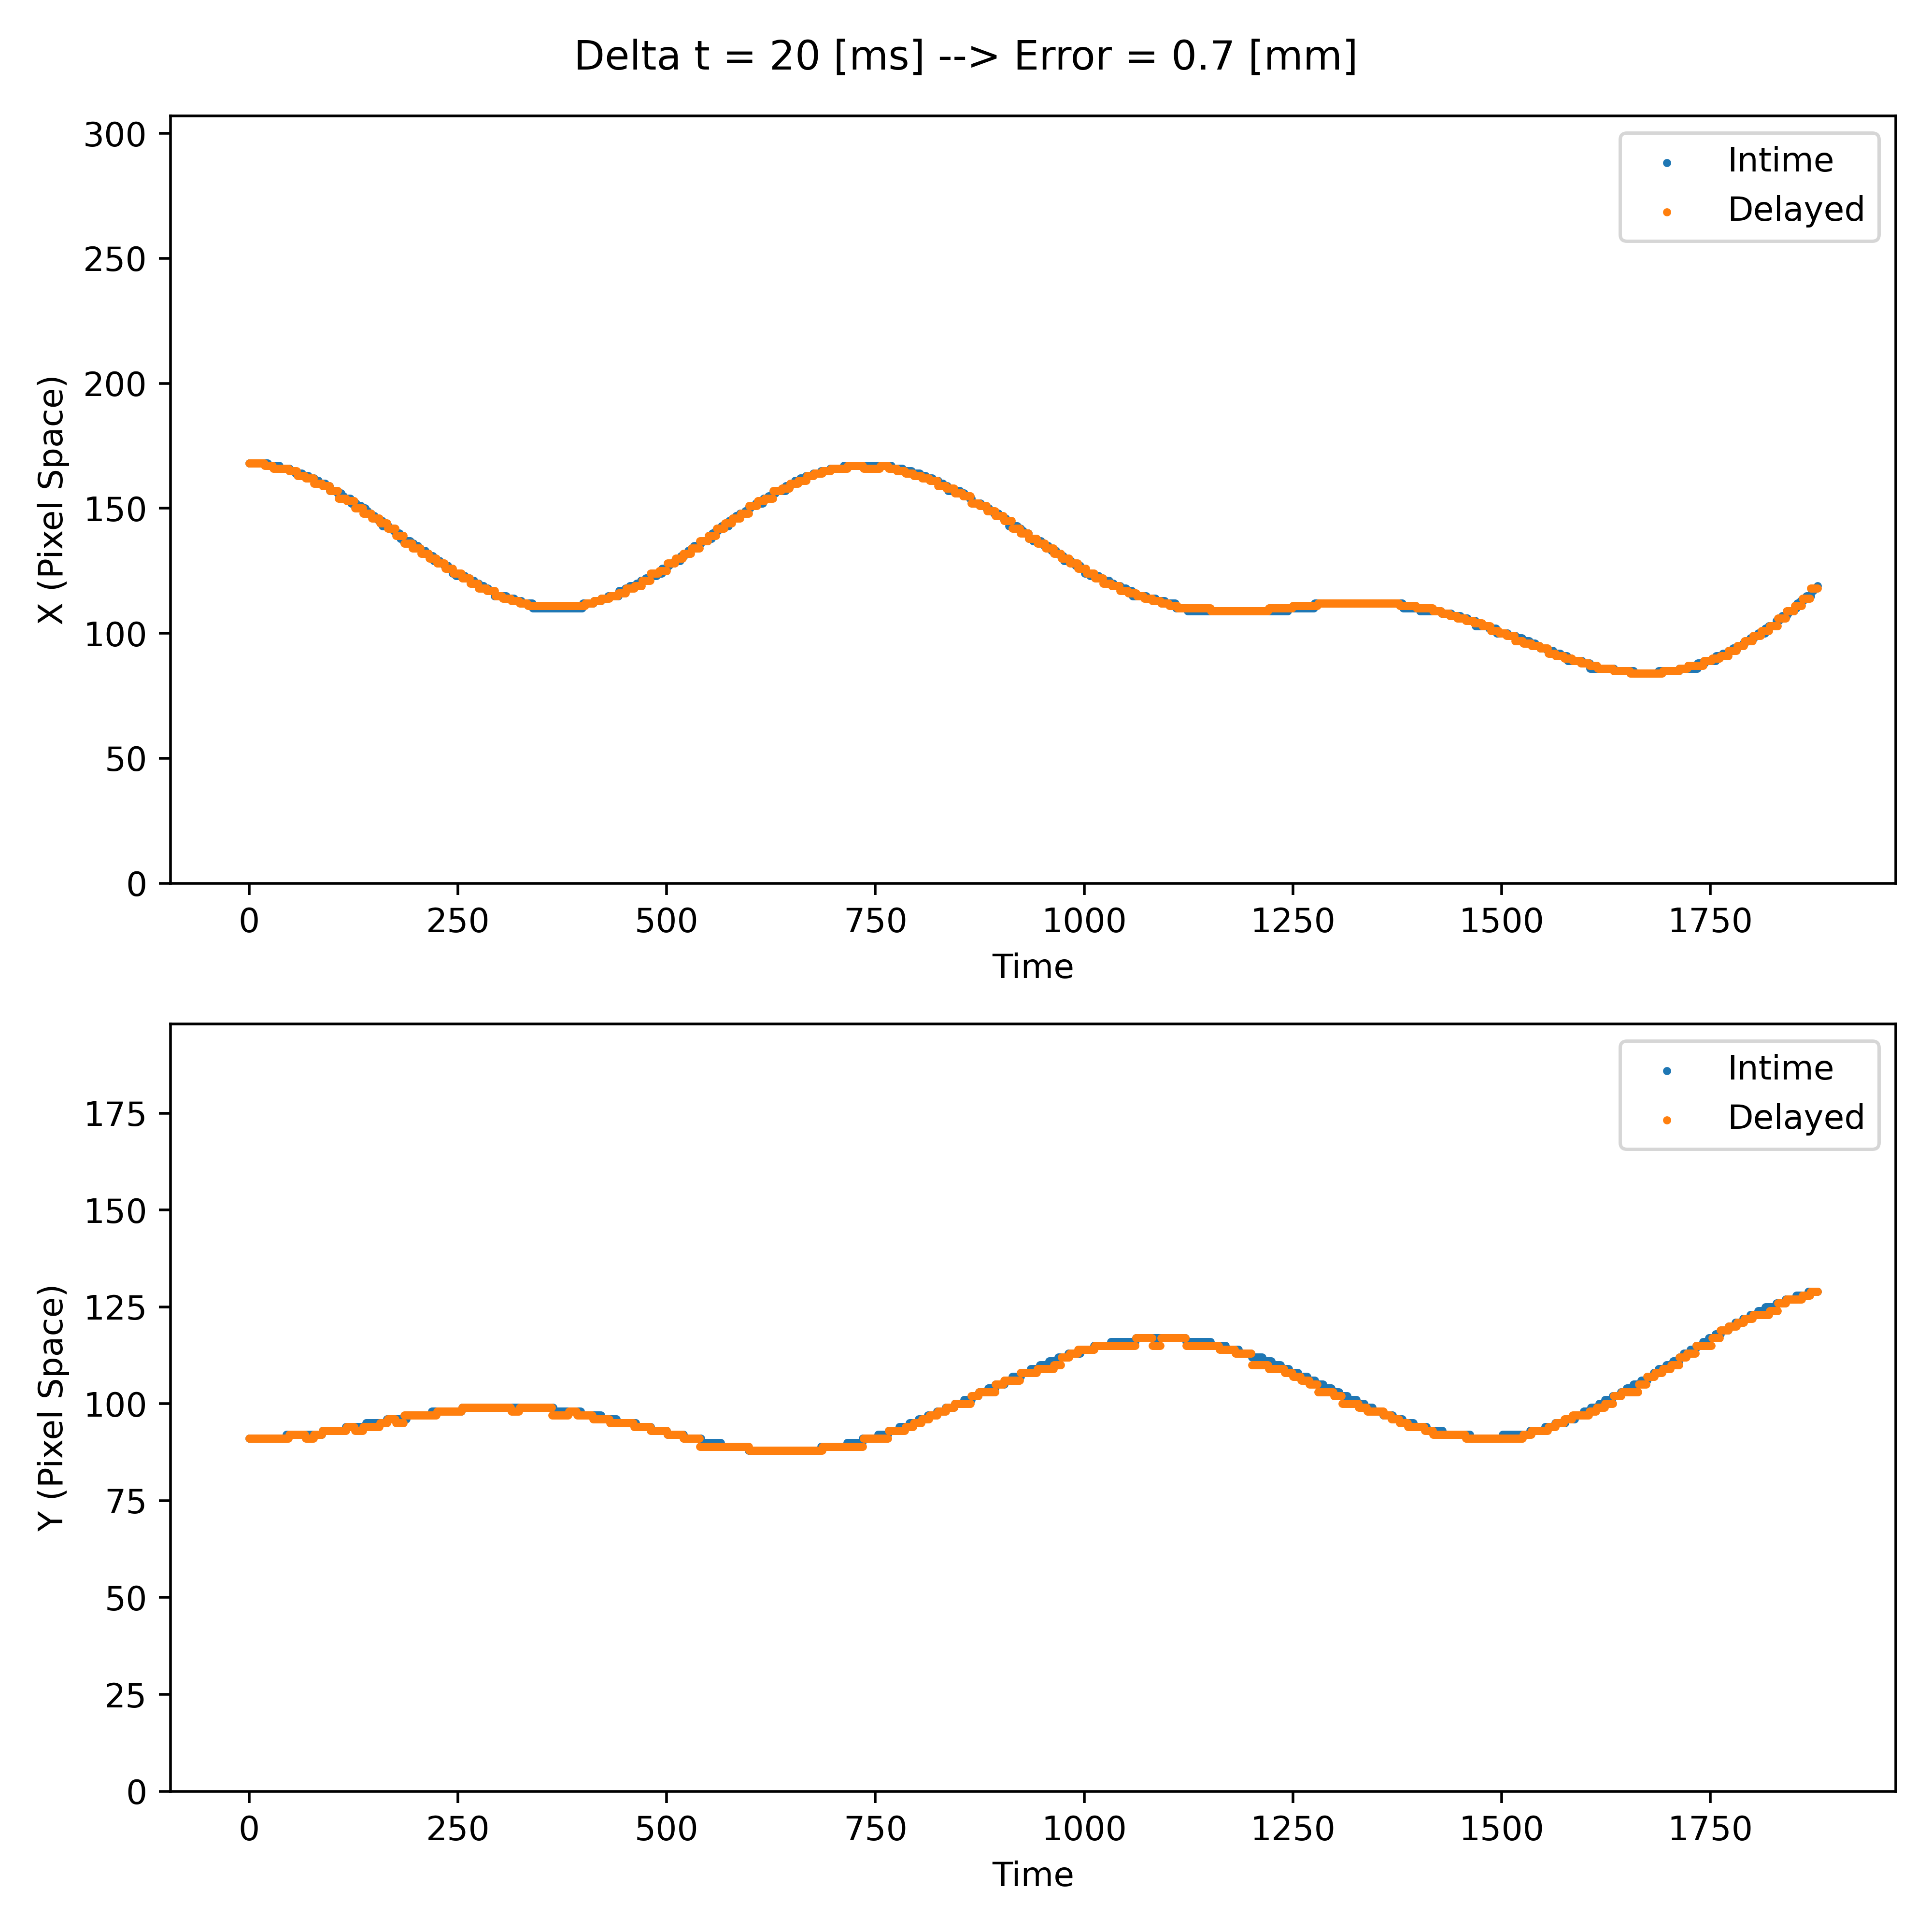 Delta t = 20 [ms] --> Error = 0.7 [mm]
300
250
200
150
100
50
0
X (Pixel Space)
Intime
Delayed
0 250 500 750 1000 1250 1500 1750
Time
175
150
125
100
75
50
25
0
Y (Pixel Space)
Intime
Delayed
0 250 500 750 1000 1250 1500 1750
Time